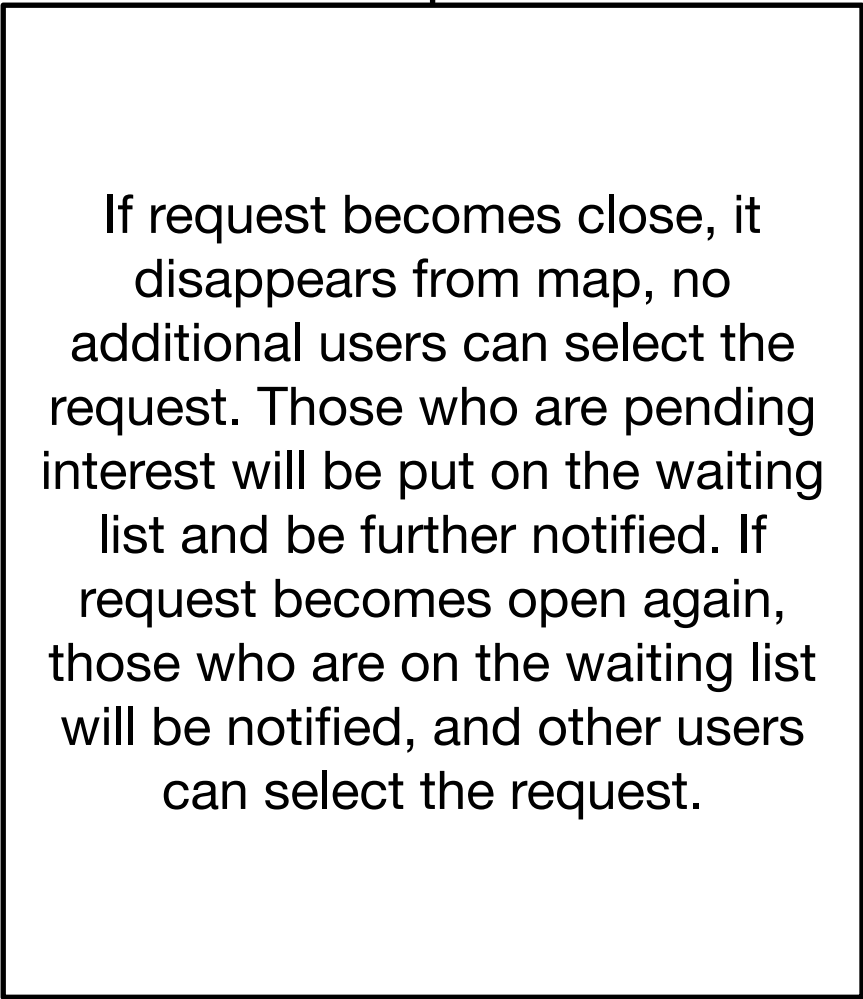 If request becomes close, it
disappears from map, no
additional users can select the
request. Those who are pending
interest will be put on the waiting
list and be further notified. If
request becomes open again,
those who are on the waiting list
will be notified, and other users
can select the request.